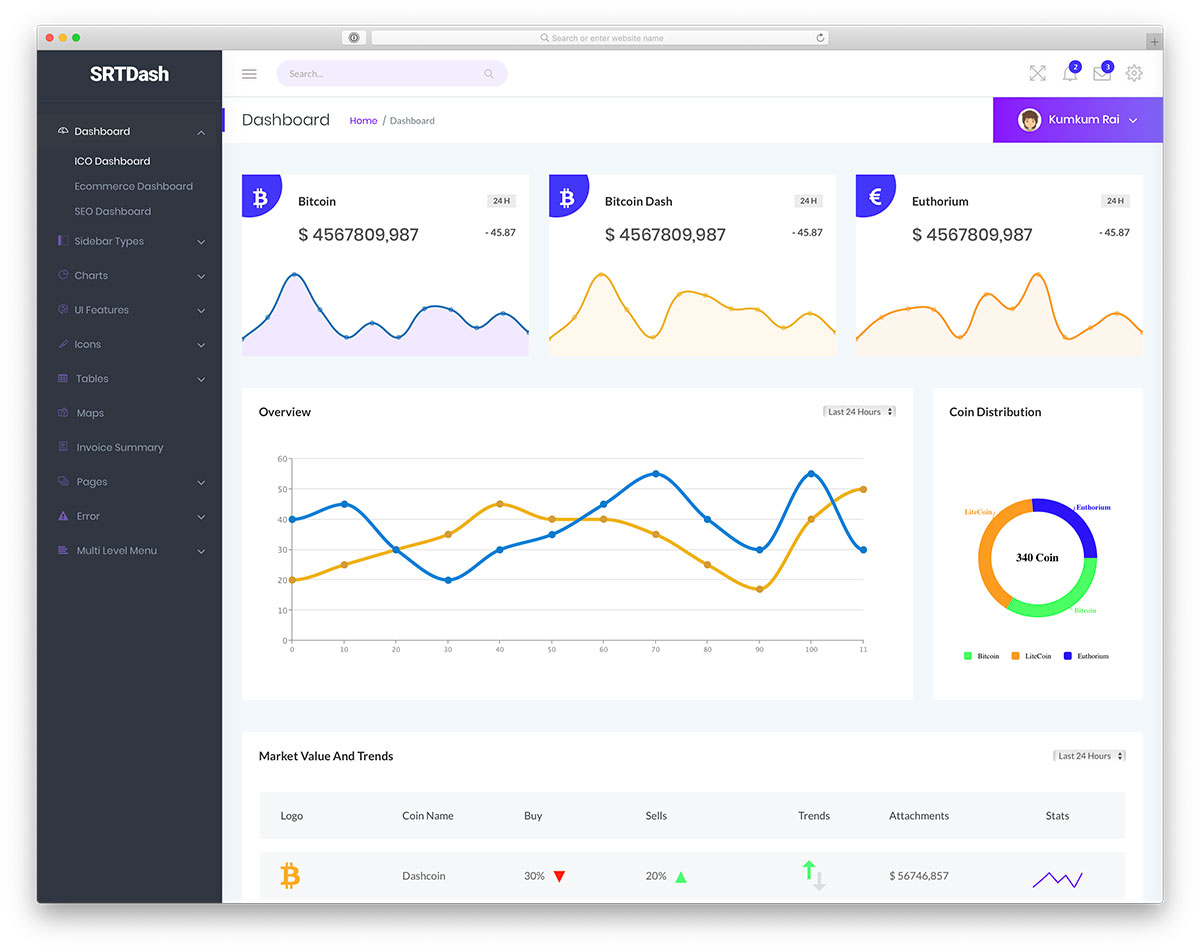 Search or enter website name
SRTDash
Search...
2
3
Dashboard
Home / Dashboard
Kumkum Rai
Dashboard
ICO Dashboard
Ecommerce Dashboard
SEO Dashboard
Sidebar Types
Charts
UI Features
Icons
Tables
Maps
Invoice Summary
Pages
Error
Multi Level Menu
Bitcoin
24 H
$ 4567809,987
- 45.87
Bitcoin Dash
24 H
$ 4567809,987
- 45.87
€
Euthorium
24 H
$ 4567809,987
- 45.87
Overview
Last 24 Hours
60
50
40
30
20
10
0
0 10 20 30 40 50 60 70 80 90 100 11
Coin Distribution
LiteCoin
Euthorium
340 Coin
Bitcoin
Bitcoin LiteCoin Euthorium
Market Value And Trends
Last 24 Hours
Logo Coin Name Buy Sells Trends Attachments Stats
Dashcoin 30% 20% $ 56746,857